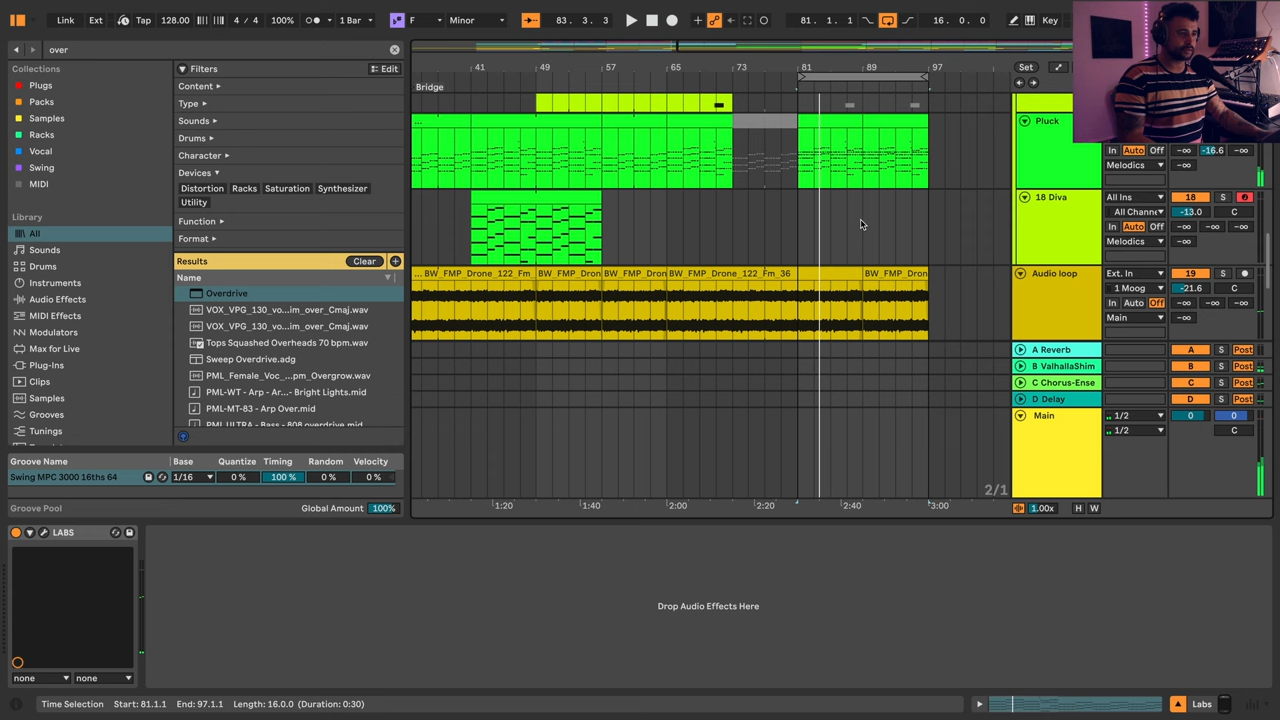 Link Ext Tap 128.00 4 / 4 100% 1 Bar F Minor 83. 3. 3 81. 1. 1 16. 0. 0 Key
over
Collections
Plugs
Packs
Samples
Racks
Vocal
Swing
MIDI
Library
All
Sounds
Drums
Instruments
Audio Effects
MIDI Effects
Modulators
Max for Live
Plug-Ins
Clips
Samples
Grooves
Tunings
Filters Edit
Content
Type
Sounds
Drums
Character
Devices
Distortion Racks Saturation Synthesizer
Utility
Function
Format
Results Clear
Name
Overdrive
VOX_VPG_130_vo...im_over_Cmaj.wav
VOX_VPG_130_vo...im_over_Cmaj.wav
Tops Squashed Overheads 70 bpm.wav
Sweep Overdrive.adg
PML_Female_Voc_...pm_Overgrow.wav
PML-WT - Arp - Ar...- Bright Lights.mid
PML-MT-83 - Arp Over.mid
PML ULTRA - Bass - 808 overdrive.mid
Groove Name Base Quantize Timing Random Velocity
Swing MPC 3000 16ths 64 1/16 0 % 100 % 0 % 0 %
Groove Pool Global Amount 100%
41 49 57 65 73 81 89 97 Set
Bridge
...
Pluck In Auto Off -16.6 -∞
Melodics -∞
18 Diva All Ins 18 S
All Channe -13.0 C
In Auto Off -∞ -∞
Melodics -∞
... BW_FMP_Drone_122_Fm_ BW_FMP_Dron BW_FMP_Dron BW_FMP_Drone_122_Fm_36 BW_FMP_Dron
Audio loop Ext. In 19 S
1 Moog -21.6 C
In Auto Off -∞ -∞
Main -∞
A Reverb A S Post
B ValhallaShim B S Post
C Chorus-Ense C S Post
D Delay D S Post
Main 1/2 0 0
1/2 C
2/1
1:20 1:40 2:00 2:20 2:40 3:00 1.00x H W
LABS
none none
Drop Audio Effects Here
Time Selection Start: 81.1.1 End: 97.1.1 Length: 16.0.0 (Duration: 0:30) Labs